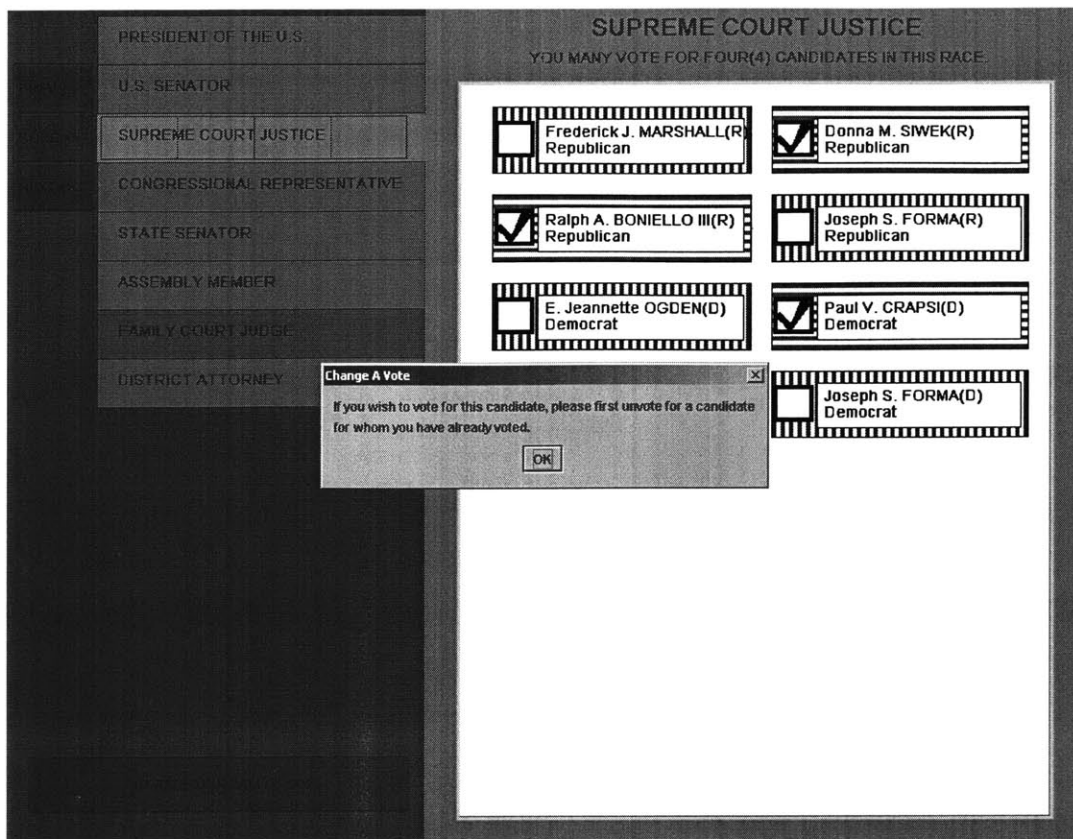 PRESIDENT OF THE U.S.
U.S. SENATOR
SUPREME COURT JUSTICE
CONGRESSIONAL REPRESENTATIVE
STATE SENATOR
ASSEMBLY MEMBER
FAMILY COURT JUDGE
DISTRICT ATTORNEY
SUPREME COURT JUSTICE
YOU MANY VOTE FOR FOUR(4) CANDIDATES IN THIS RACE.
Frederick J. MARSHALL(R)
Republican
Donna M. SIWEK(R)
Republican
Ralph A. BONIELLO III(R)
Republican
Joseph S. FORMA(R)
Republican
E. Jeannette OGDEN(D)
Democrat
Paul V. CRAPSI(D)
Democrat
Joseph S. FORMA(D)
Democrat
Change A Vote
If you wish to vote for this candidate, please first unvote for a candidate
for whom you have already voted.
OK